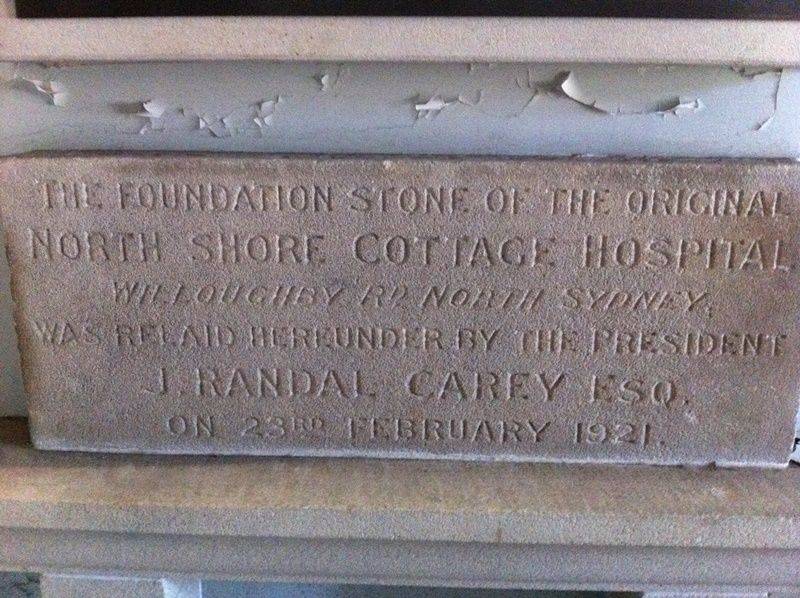 THE FOUNDATION STONE OF THE ORIGINAL
NORTH SHORE COTTAGE HOSPITAL
WILLOUGHBY RD. NORTH SYDNEY,
WAS RELAID HEREUNDER BY THE PRESIDENT
J. RANDAL CAREY ESQ.
ON 23RD FEBRUARY 1921.